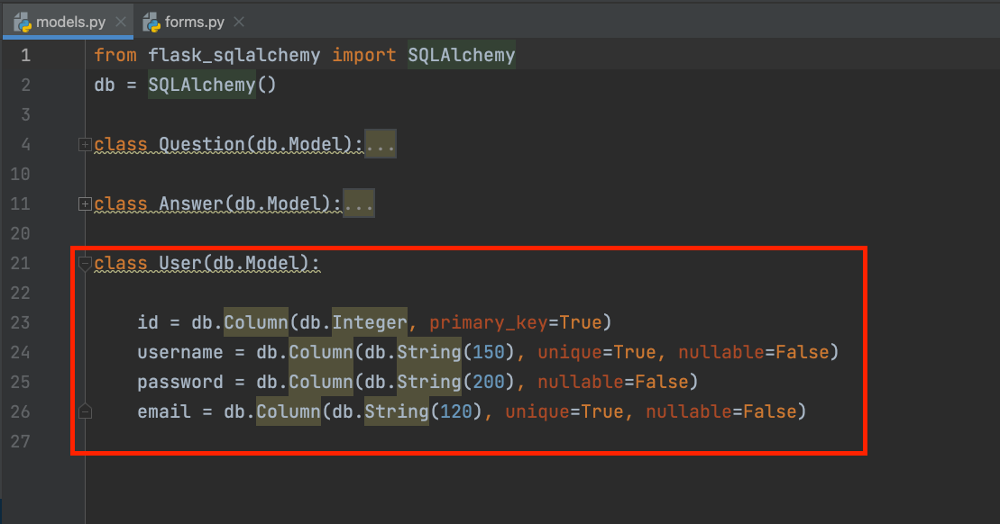 models.py forms.py
1 from flask_sqlalchemy import SQLAlchemy
2 db = SQLAlchemy()
3
4 class Question(db.Model):...
10
11 class Answer(db.Model):...
20
21 class User(db.Model):
22
23     id = db.Column(db.Integer, primary_key=True)
24     username = db.Column(db.String(150), unique=True, nullable=False)
25     password = db.Column(db.String(200), nullable=False)
26     email = db.Column(db.String(120), unique=True, nullable=False)
27